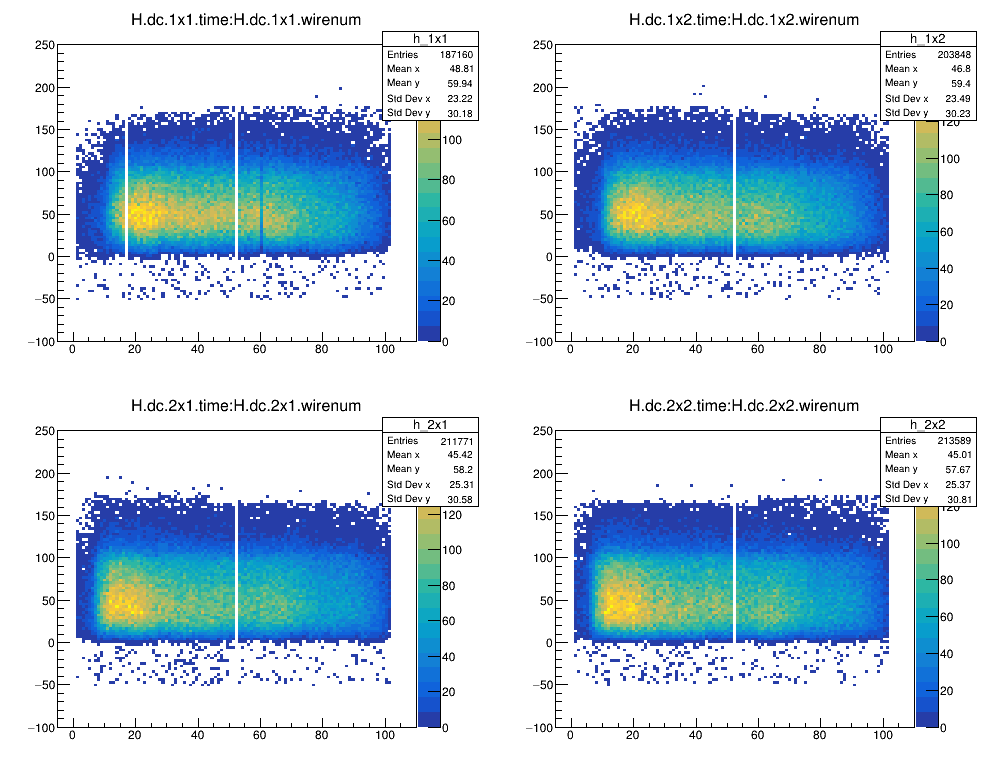 H.dc.1x1.time:H.dc.1x1.wirenum
h_1x1
Entries 187160
Mean x 48.81
Mean y 59.94
Std Dev x 23.22
Std Dev y 30.18
250
200
150
100
50
0
−50
−100
0 20 40 60 80 100
100
80
60
40
20
0
H.dc.1x2.time:H.dc.1x2.wirenum
h_1x2
Entries 203848
Mean x 46.8
Mean y 59.4
Std Dev x 23.49
Std Dev y 30.23
250
200
150
100
50
0
−50
−100
0 20 40 60 80 100
120
100
80
60
40
20
0
H.dc.2x1.time:H.dc.2x1.wirenum
h_2x1
Entries 211771
Mean x 45.42
Mean y 58.2
Std Dev x 25.31
Std Dev y 30.58
250
200
150
100
50
0
−50
−100
0 20 40 60 80 100
120
100
80
60
40
20
0
H.dc.2x2.time:H.dc.2x2.wirenum
h_2x2
Entries 213589
Mean x 45.01
Mean y 57.67
Std Dev x 25.37
Std Dev y 30.81
250
200
150
100
50
0
−50
−100
0 20 40 60 80 100
120
100
80
60
40
20
0